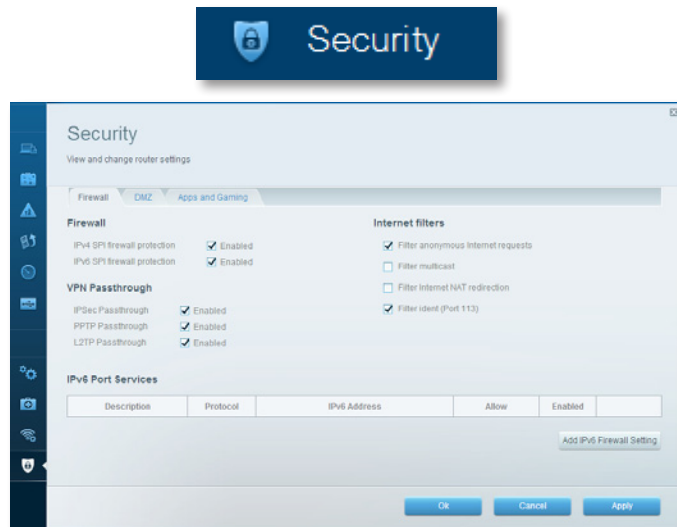 Security
Security
View and change router settings
Firewall DMZ Apps and Gaming
Firewall
IPv4 SPI firewall protection Enabled
IPv6 SPI firewall protection Enabled
VPN Passthrough
IPSec Passthrough Enabled
PPTP Passthrough Enabled
L2TP Passthrough Enabled
Internet filters
Filter anonymous Internet requests
Filter multicast
Filter Internet NAT redirection
Filter ident (Port 113)
IPv6 Port Services
Description Protocol IPv6 Address Allow Enabled
Add IPv6 Firewall Setting
Ok Cancel Apply